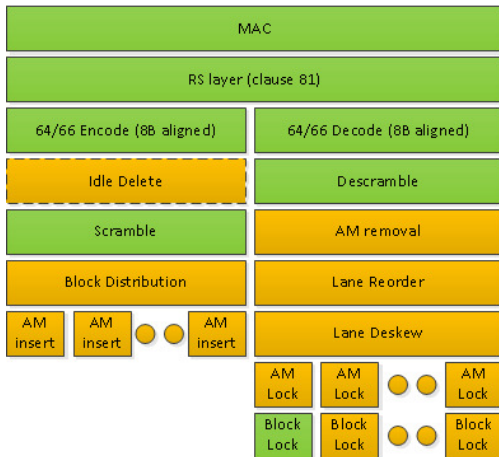 MAC
RS layer (clause 81)
64/66 Encode (8B aligned)
64/66 Decode (8B aligned)
Idle Delete
Descramble
Scramble
AM removal
Block Distribution
Lane Reorder
AM
insert
AM
insert
AM
insert
Lane Deskew
AM
Lock
AM
Lock
AM
Lock
Block
Lock
Block
Lock
Block
Lock